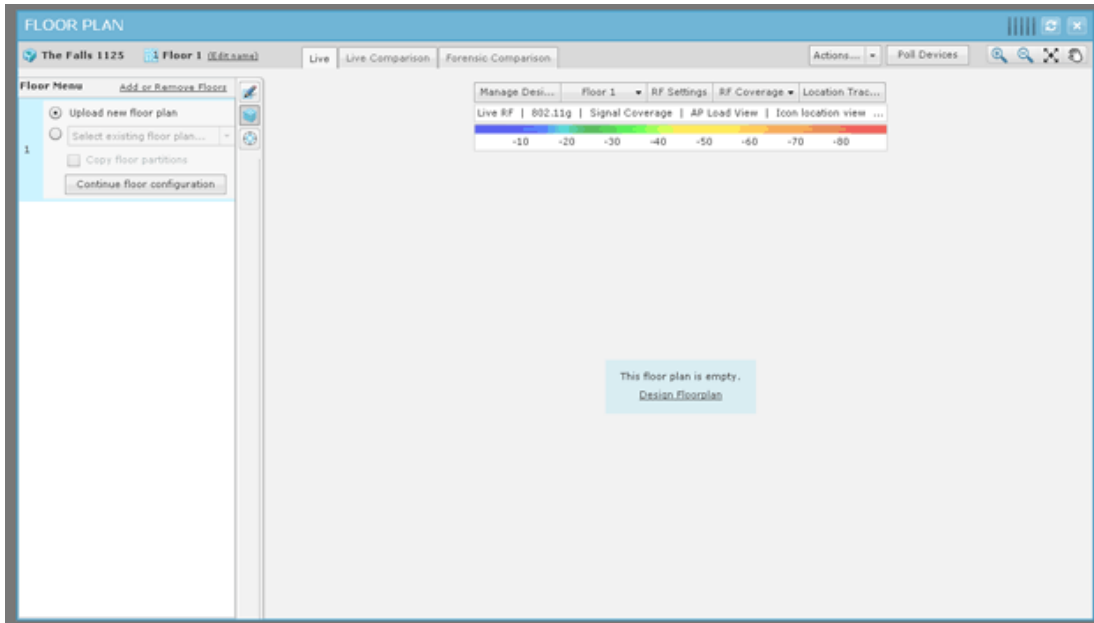 FLOOR PLAN
The Falls 1125 Floor 1 (Edit name)
Live Live Comparison Forensic Comparison
Actions... Poll Devices
Floor Menu Add or Remove Floors
1
Upload new floor plan
Select existing floor plan...
Copy floor partitions
Continue floor configuration
Manage Desi... Floor 1 RF Settings RF Coverage Location Trac...
Live RF | 802.11g | Signal Coverage | AP Load View | Icon location view ...
-10 -20 -30 -40 -50 -60 -70 -80
This floor plan is empty.
Design Floorplan